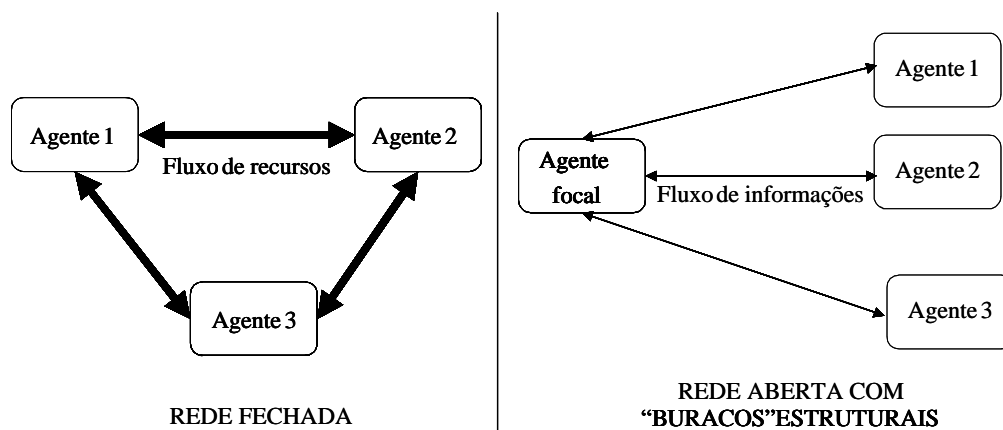 Agente 1
Agente 2
Fluxo de recursos
Agente 3
REDE FECHADA
Agente 1
Agente
focal
Agente 2
Fluxo de informações
Agente 3
REDE ABERTA COM
“BURACOS”ESTRUTURAIS